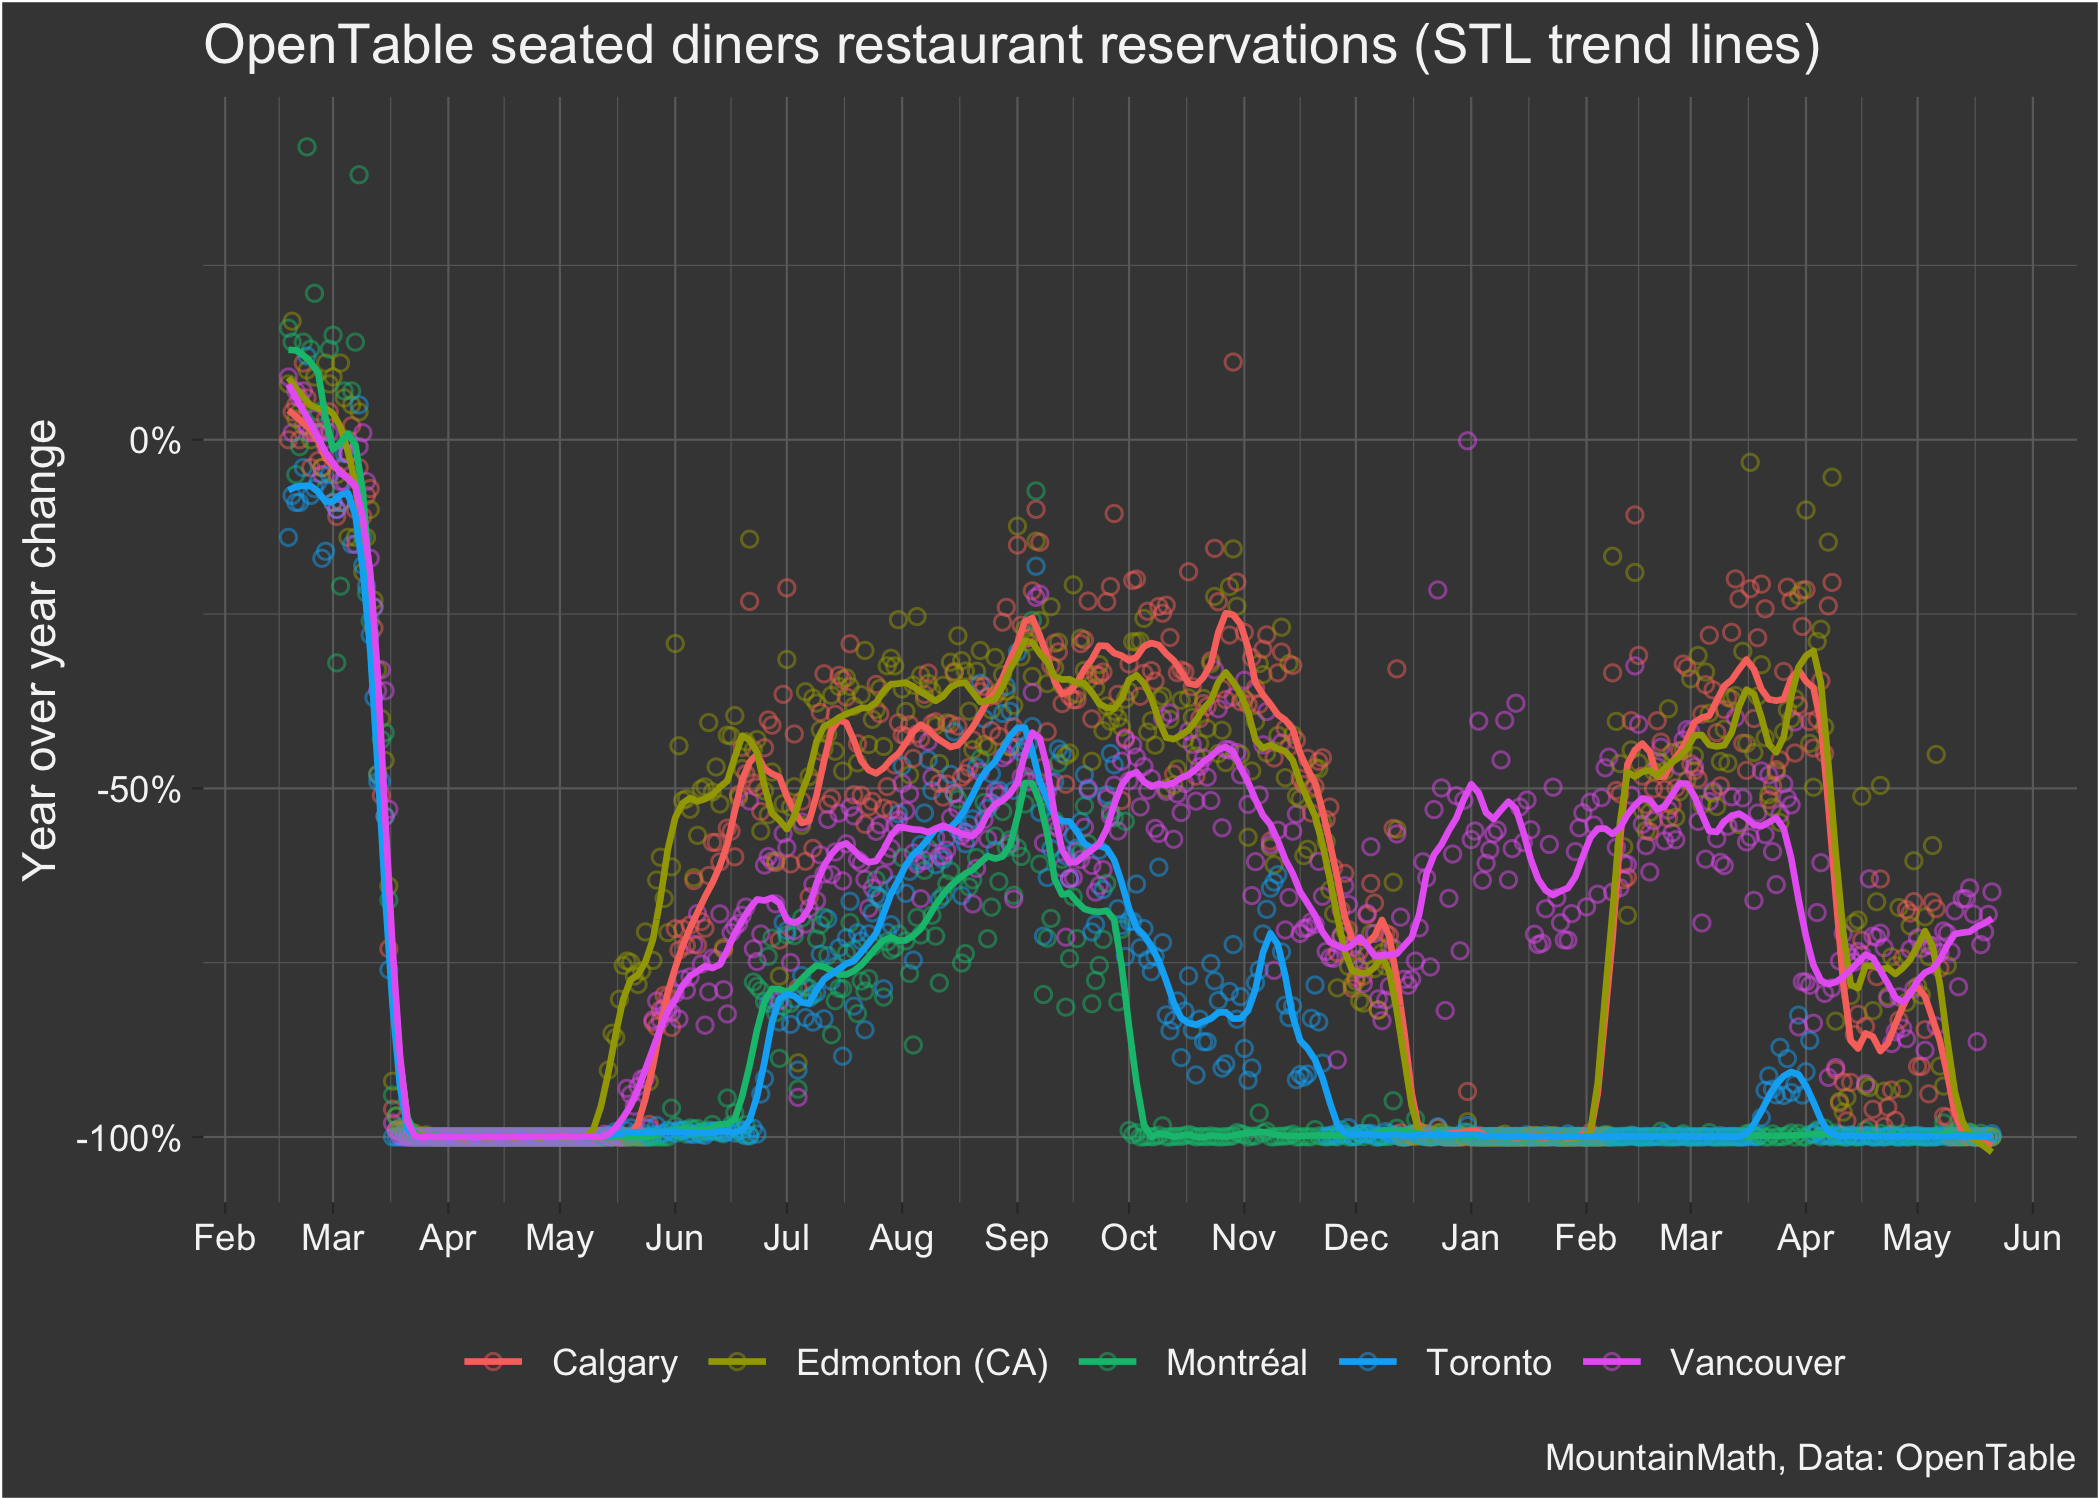 OpenTable seated diners restaurant reservations (STL trend lines)
Year over year change
0%
-50%
-100%
Feb Mar Apr May Jun Jul Aug Sep Oct Nov Dec Jan Feb Mar Apr May Jun
Calgary Edmonton (CA) Montréal Toronto Vancouver
MountainMath, Data: OpenTable